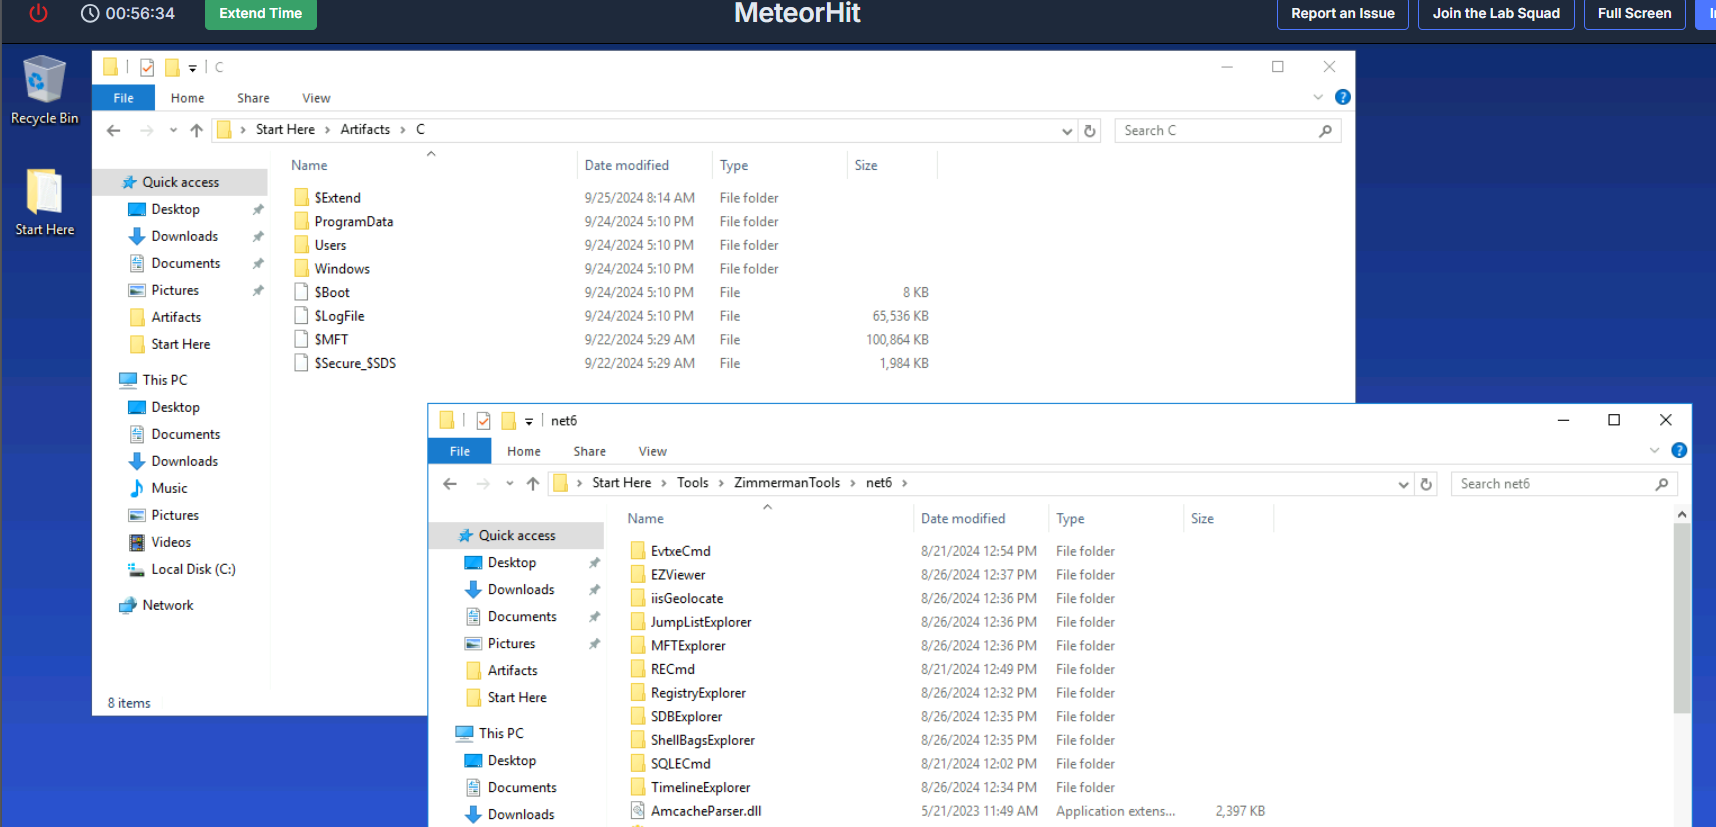 00:56:34 Extend Time MeteorHit Report an Issue Join the Lab Squad Full Screen
Recycle Bin
Start Here
C
File Home Share View
Start Here Artifacts C Search C
Name Date modified Type Size
$Extend 9/25/2024 8:14 AM File folder
ProgramData 9/24/2024 5:10 PM File folder
Users 9/24/2024 5:10 PM File folder
Windows 9/24/2024 5:10 PM File folder
$Boot 9/24/2024 5:10 PM File 8 KB
$LogFile 9/24/2024 5:10 PM File 65,536 KB
$MFT 9/22/2024 5:29 AM File 100,864 KB
$Secure_$SDS 9/22/2024 5:29 AM File 1,984 KB
Quick access
Desktop
Downloads
Documents
Pictures
Artifacts
Start Here
This PC
Desktop
Documents
Downloads
Music
Pictures
Videos
Local Disk (C:)
Network
8 items
net6
File Home Share View
Start Here Tools ZimmermanTools net6 Search net6
Name Date modified Type Size
EvtxeCmd 8/21/2024 12:54 PM File folder
EZViewer 8/26/2024 12:37 PM File folder
iisGeolocate 8/26/2024 12:36 PM File folder
JumpListExplorer 8/26/2024 12:36 PM File folder
MFTExplorer 8/26/2024 12:36 PM File folder
RECmd 8/21/2024 12:49 PM File folder
RegistryExplorer 8/26/2024 12:32 PM File folder
SDBExplorer 8/26/2024 12:35 PM File folder
ShellBagsExplorer 8/26/2024 12:35 PM File folder
SQLECmd 8/21/2024 12:02 PM File folder
TimelineExplorer 8/26/2024 12:34 PM File folder
AmcacheParser.dll 5/21/2023 11:49 AM Application extens... 2,397 KB
Quick access
Desktop
Downloads
Documents
Pictures
Artifacts
Start Here
This PC
Desktop
Documents
Downloads